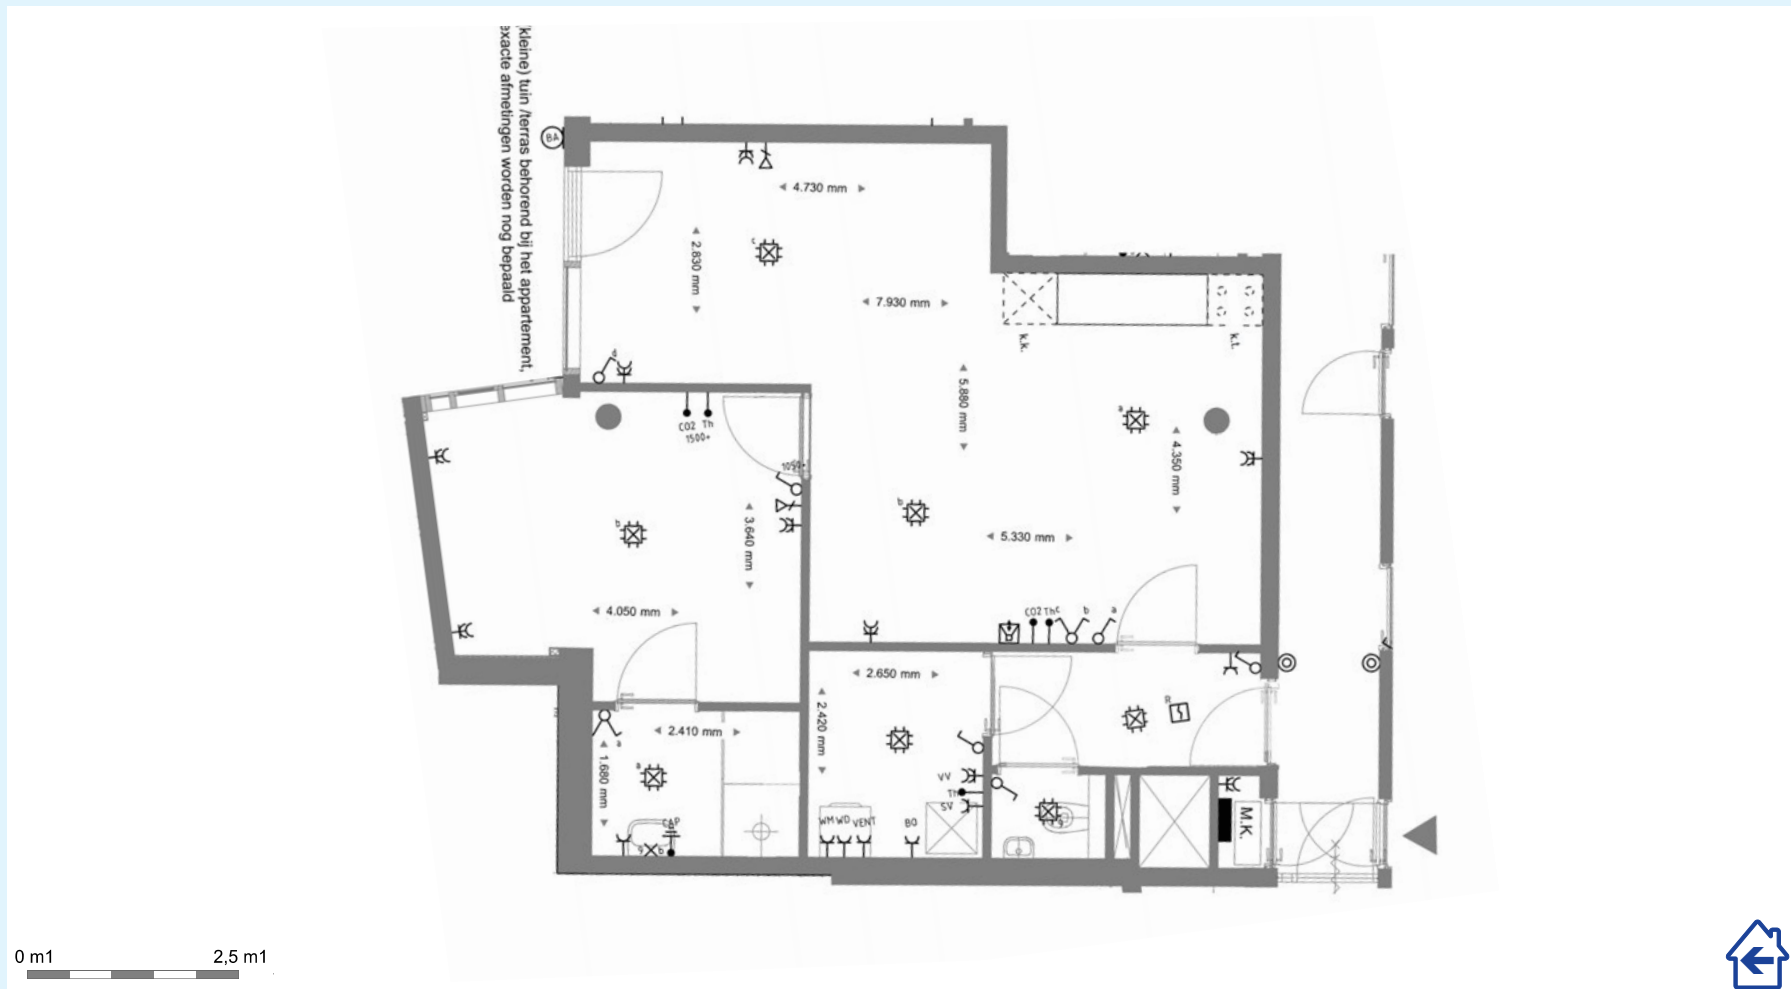 (kleine) tuin /terras behorend bij het appartement,
exacte afmetingen worden nog bepaald
BA
4.730 mm
c
2.830 mm
7.930 mm
k.k.
k.t.
d
5.880 mm
CO2 Th
1500+
1050+
a
4.350 mm
b
b
3.640 mm
5.330 mm
4.050 mm
CO2 Th c b a
2.650 mm
R
2.420 mm
2.410 mm
a
a
1.680 mm
VV
Th
SV
M.K.
CAP
WM WD VENT
BO
g b
0 m1
2,5 m1